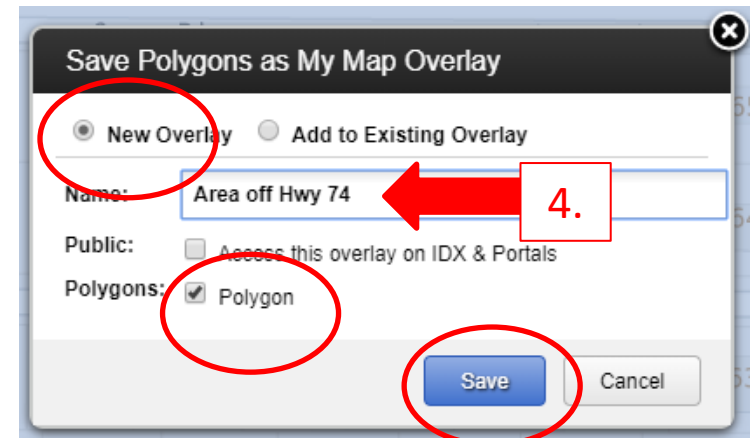 Save Polygons as My Map Overlay
New Overlay Add to Existing Overlay
Name: Area off Hwy 74
4.
Public: Access this overlay on IDX & Portals
Polygons: Polygon
Save Cancel